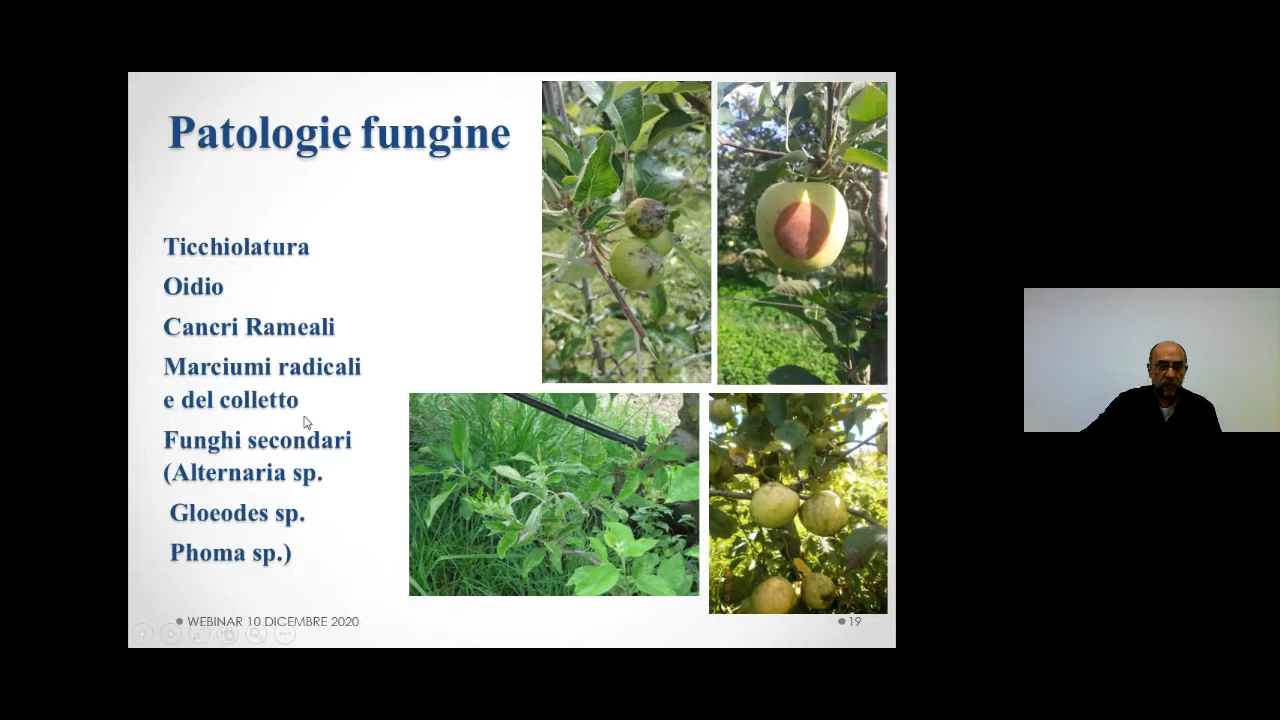 Patologie fungine
Ticchiolatura
Oidio
Cancri Rameali
Marciumi radicali
e del colletto
Funghi secondari
(Alternaria sp.
Gloeodes sp.
Phoma sp.)
WEBINAR 10 DICEMBRE 2020
19